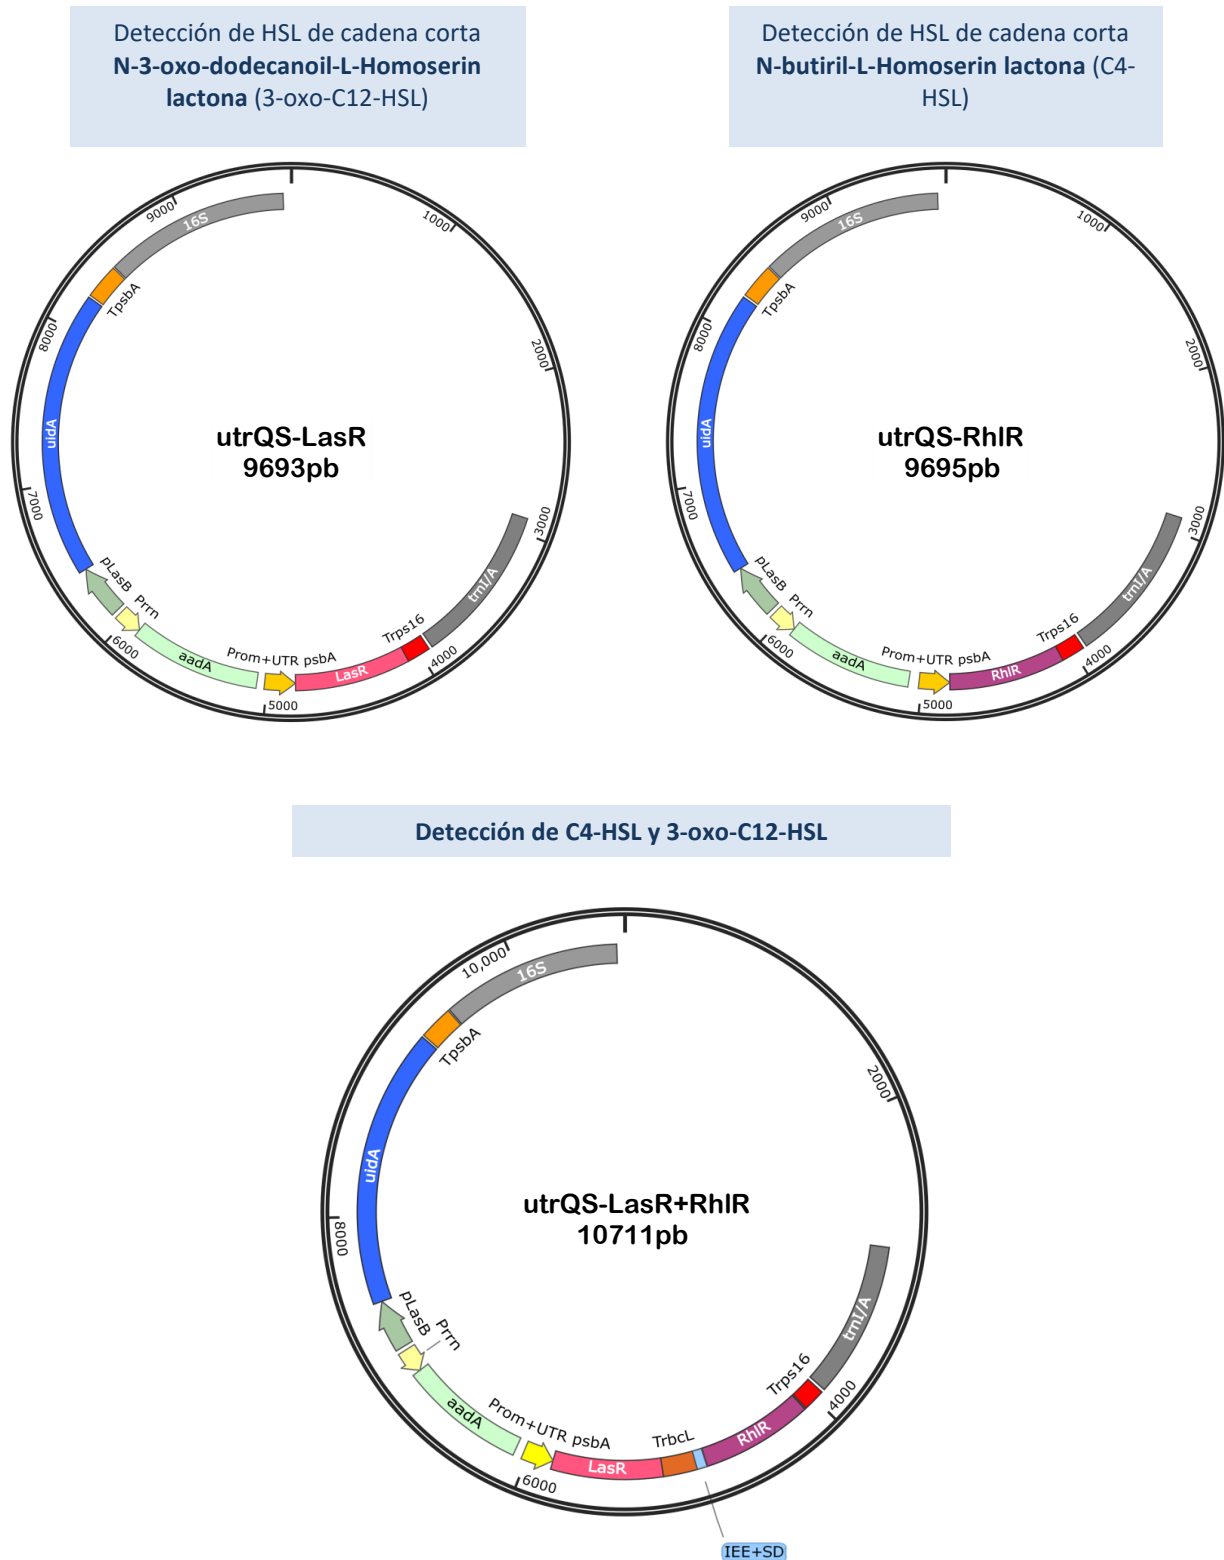 Detección de HSL de cadena corta
N-3-oxo-dodecanoil-L-Homoserin
lactona (3-oxo-C12-HSL)
Detección de HSL de cadena corta
N-butiril-L-Homoserin lactona (C4-
HSL)
9000
16S
1000
TpsbA
8000
2000
uidA
utrQS-LasR
9693pb
7000
3000
pLasB
Prrn
trnI/A
6000
aadA
Prom+UTR psbA
Trps16
LasR
4000
5000
9000
16S
1000
TpsbA
8000
2000
uidA
utrQS-RhlR
9695pb
7000
3000
pLasB
Prrn
trnI/A
6000
aadA
Prom+UTR psbA
Trps16
RhlR
4000
5000
Detección de C4-HSL y 3-oxo-C12-HSL
10,000
16S
TpsbA
2000
uidA
utrQS-LasR+RhlR
10711pb
8000
pLasB
Prrn
trnI/A
aadA
Prom+UTR psbA
TrbcL
Trps16
RhlR
4000
LasR
6000
IEE+SD